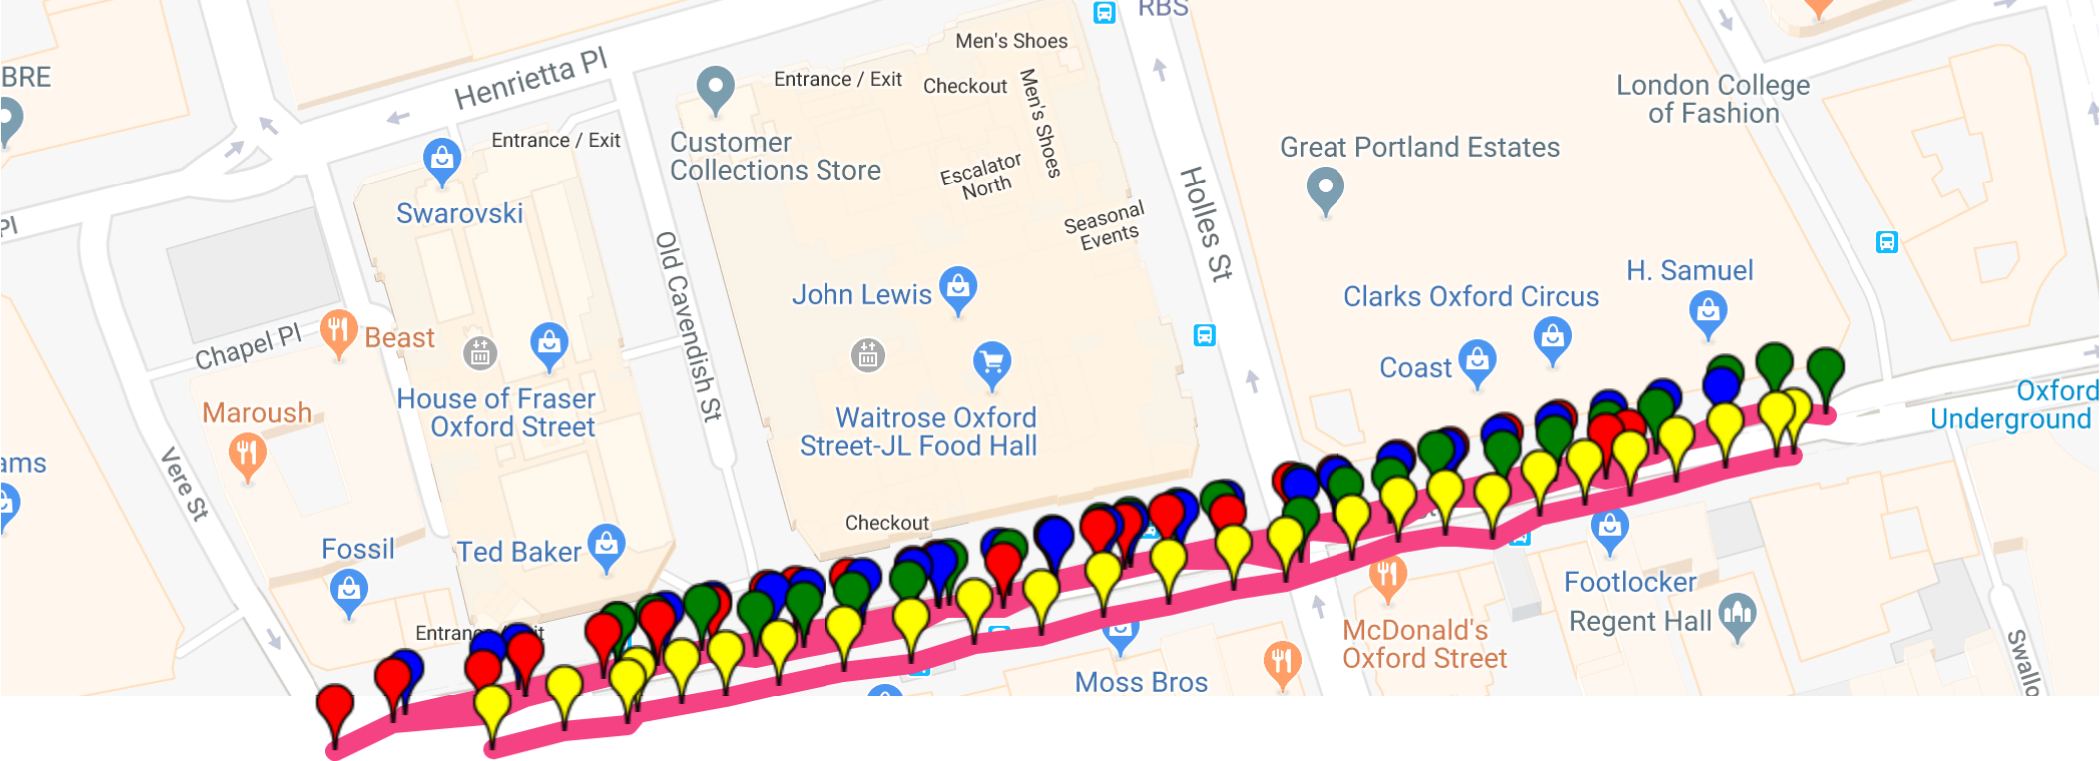 RBS
Men's Shoes
Henrietta Pl
Entrance / Exit
Checkout
Men's Shoes
BRE
London College
of Fashion
Entrance / Exit
Customer
Collections Store
Great Portland Estates
Escalator
North
Swarovski
Pl
Seasonal
Events
Holles St
Old Cavendish St
John Lewis
H. Samuel
Clarks Oxford Circus
Chapel Pl
Beast
Coast
House of Fraser
Oxford Street
Maroush
Waitrose Oxford
Street-JL Food Hall
Oxford
Underground
ams
Vere St
Checkout
Fossil
Ted Baker
Footlocker
Regent Hall
McDonald's
Oxford Street
Moss Bros
Swallo